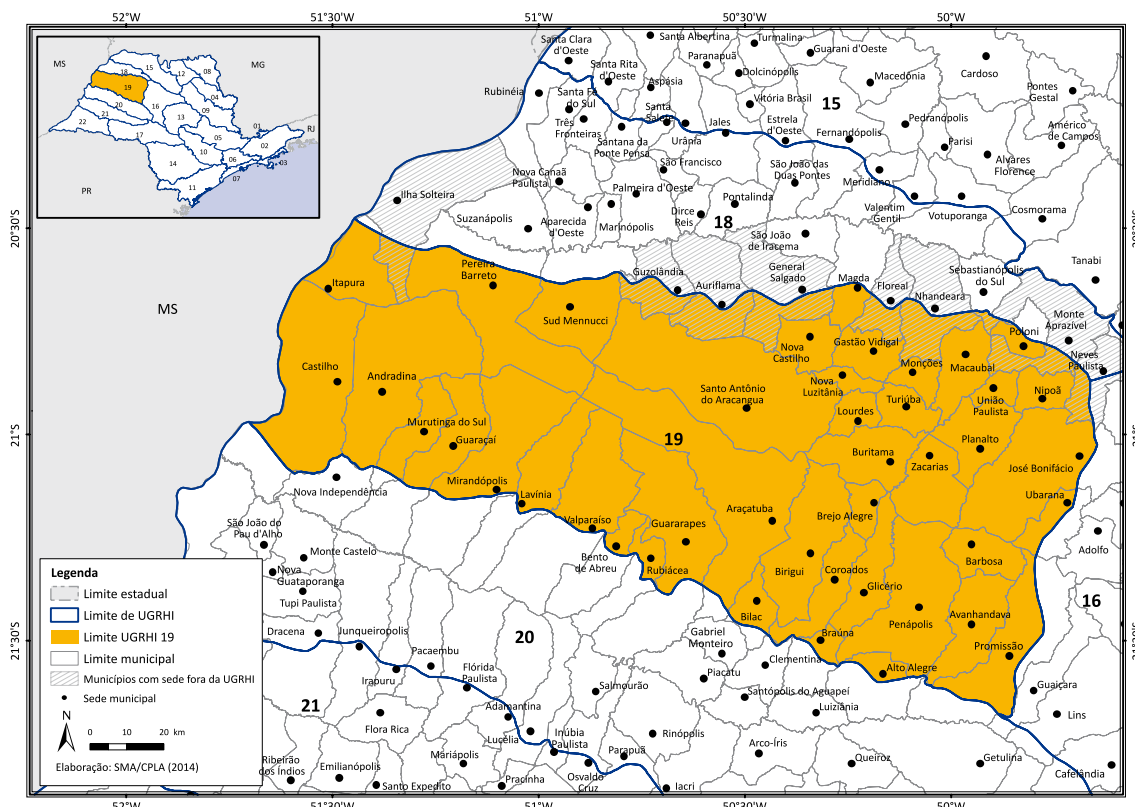 52°W
51°30'W
51°W
50°30'W
50°W
MS
MG
RJ
PR
18
15
12
08
19
04
09
20
16
13
21
22
17
05
10
01
02
14
06
07
03
11
Santa Clara
d'Oeste
Santa Albertina
Turmalina
Guarani d'Oeste
Paranapuã
Santa Rita
d'Oeste
Aspásia
Dolcinópolis
Macedônia
Cardoso
Rubinéia
Santa Fé
do Sul
Vitória Brasil
15
Pontes
Gestal
Santa
Salete
Três
Fronteiras
Urânia
Jales
Estrela
d'Oeste
Pedranópolis
Américo
de Campos
Santana da
Ponte Pensa
Fernandópolis
Parisi
Álvares
Florence
São Francisco
São João das
Duas Pontes
Nova Canaã
Paulista
Palmeira d'Oeste
Meridiano
Ilha Solteira
Pontalinda
Valentim
Gentil
Votuporanga
Cosmorama
Suzanápolis
Aparecida
d'Oeste
Marinópolis
Dirce
Reis
18
São João
de Iracema
20°30'S
20°30'S
Tanabi
Pereira
Barreto
Guzolândia
General
Salgado
Sebastianópolis
do Sul
Itapura
Auriflama
Magda
Floreal
Nhandeara
Monte
Aprazível
MS
Sud Mennucci
Poloni
Nova
Castilho
Gastão Vidigal
Neves
Paulista
Castilho
Andradina
Monções
Macaubal
Santo Antônio
do Aracangua
Nova
Luzitânia
União
Paulista
Nipoã
Turiúba
Lourdes
Murutinga do Sul
Guaraçaí
19
Planalto
21°S
21°S
Buritama
Zacarias
José Bonifácio
Mirandópolis
Lavínia
Ubarana
Nova Independência
Araçatuba
Brejo Alegre
Valparaíso
Guararapes
São João do
Pau d'Alho
Adolfo
Monte Castelo
Bento
de Abreu
Rubiácea
Birigui
Coroados
Barbosa
Nova
Guataporanga
Glicério
Tupi Paulista
16
Bilac
Penápolis
Avanhandava
Dracena
Junqueiropolis
20
Gabriel
Monteiro
Braúna
21°30'S
21°30'S
Promissão
Pacaembu
Clementina
Alto Alegre
Irapuru
Flórida
Paulista
Piacatu
Salmourão
Santópolis do Aguapeí
Guaiçara
21
Adamantina
Luiziânia
Lins
Flora Rica
Lucélia
Inúbia
Paulista
Rinópolis
Mariápolis
Parapuã
Arco-Íris
Ribeirão
dos Índios
Emilianópolis
Queiroz
Getulina
Santo Expedito
Pracinha
Osvaldo
Cruz
Iacri
Cafelândia
Legenda
Limite estadual
Limite de UGRHI
Limite UGRHI 19
Limite municipal
Municípios com sede fora da UGRHI
Sede municipal
N
0 10 20 km
Elaboração: SMA/CPLA (2014)
52°W
51°30'W
51°W
50°30'W
50°W